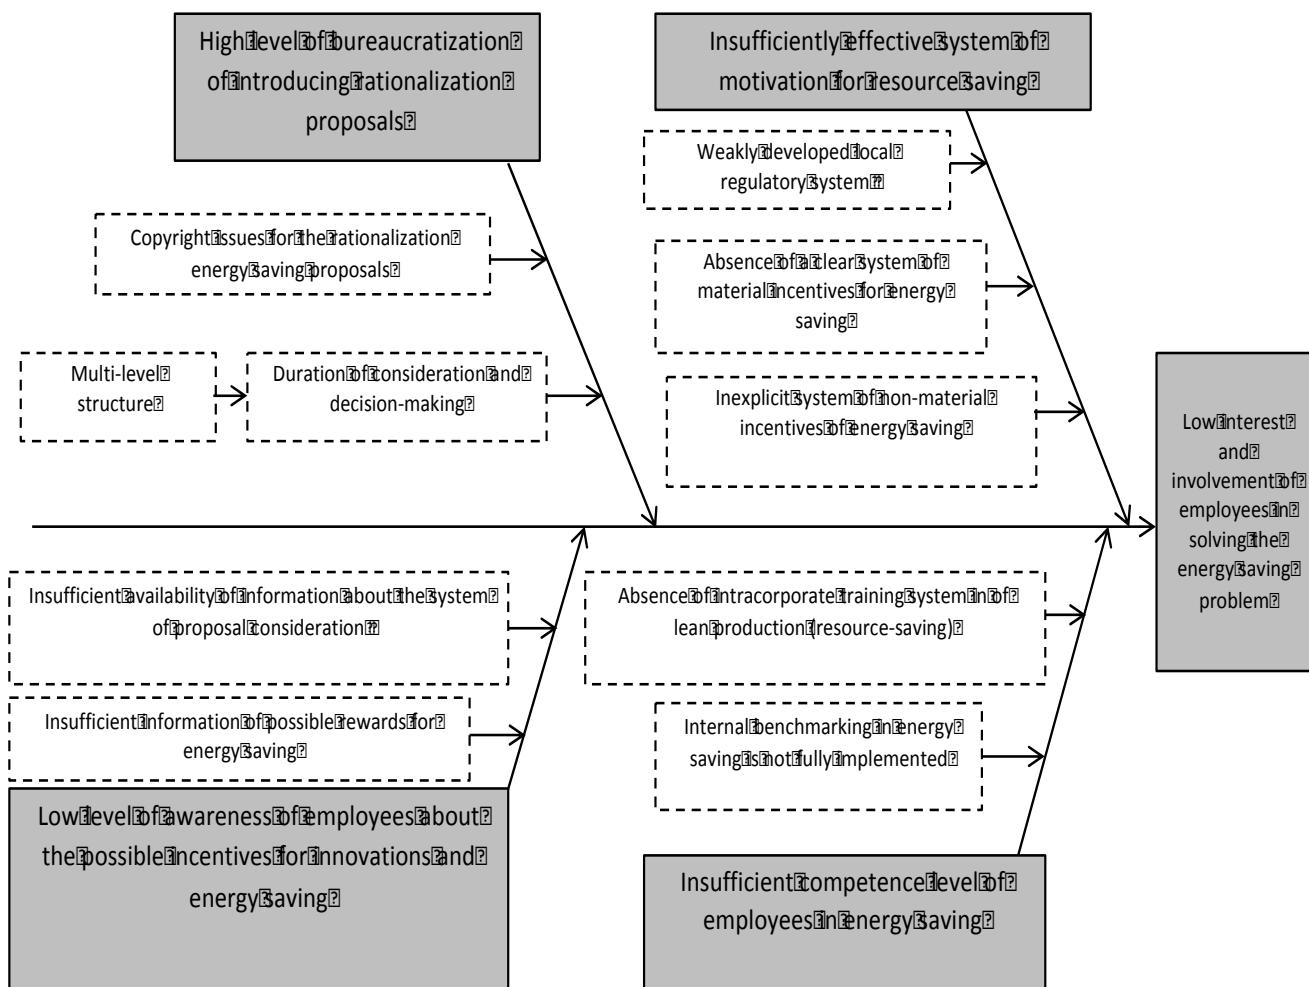 High level of bureaucratization
of introducing rationalization
proposals
Insufficiently effective system of
motivation for resource saving
Weakly developed local
regulatory system
Copyright issues for the rationalization
energy saving proposals
Absence of a clear system of
material incentives for energy
saving
Multi-level
structure
Duration of consideration and
decision-making
Inexplicit system of non-material
incentives of energy saving
Low interest
and
involvement of
employees in
solving the
energy saving
problem
Insufficient availability of information about the system
of proposal consideration
Absence of intracorporate training system in of
lean production (resource-saving)
Insufficient information of possible rewards for
energy saving
Internal benchmarking in energy
saving is not fully implemented
Low level of awareness of employees about
the possible incentives for innovations and
energy saving
Insufficient competence level of
employees in energy saving